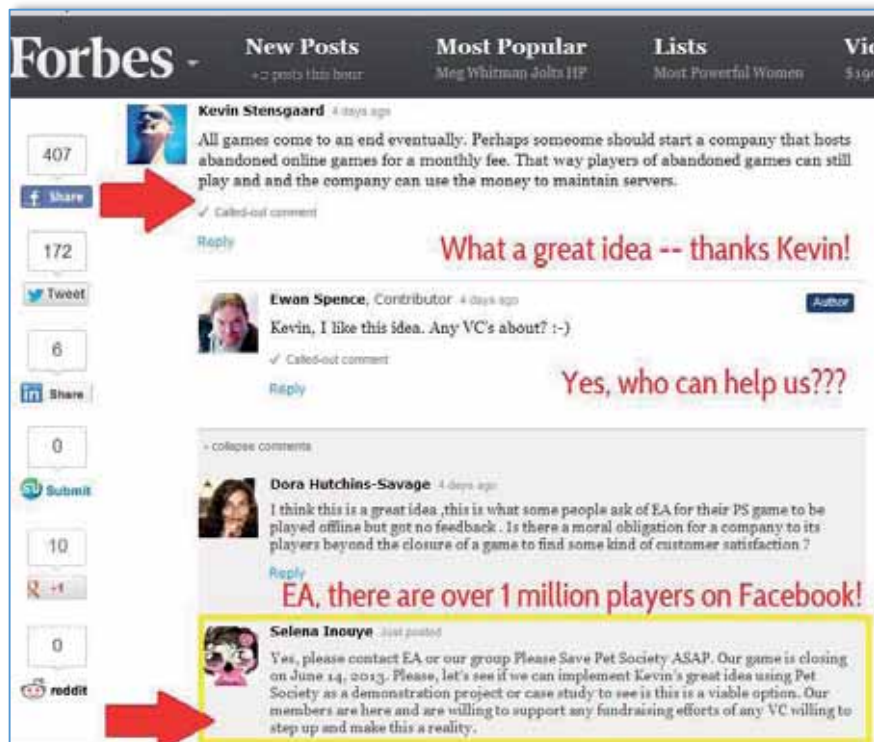 Forbes
New Posts
+2 posts this hour
Most Popular
Meg Whitman Jolts HP
Lists
Most Powerful Women
Kevin Stensgaard 4 days ago
All games come to an end eventually. Perhaps someome should start a company that hosts
abandoned online games for a monthly fee. That way players of abandoned games can still
play and and the company can use the money to maintain servers.
✓ Called-out comment
Reply
What a great idea -- thanks Kevin!
Ewan Spence, Contributor 4 days ago
Author
Kevin, I like this idea. Any VC's about? :-)
✓ Called-out comment
Reply
Yes, who can help us???
- collapse comments
Dora Hutchins-Savage 4 days ago
I think this is a great idea ,this is what some people ask of EA for their PS game to be
played offline but got no feedback . Is there a moral obligation for a company to its
players beyond the closure of a game to find some kind of customer satisfaction ?
Reply
EA, there are over 1 million players on Facebook!
Selena Inouye Just posted
Yes, please contact EA or our group Please Save Pet Society ASAP. Our game is closing
on June 14, 2013. Please, let's see if we can implement Kevin's great idea using Pet
Society as a demonstration project or case study to see is this is a viable option. Our
members are here and are willing to support any fundraising efforts of any VC willing to
step up and make this a reality.
407
f Share
172
Tweet
6
in Share
0
Submit
10
+1
0
reddit